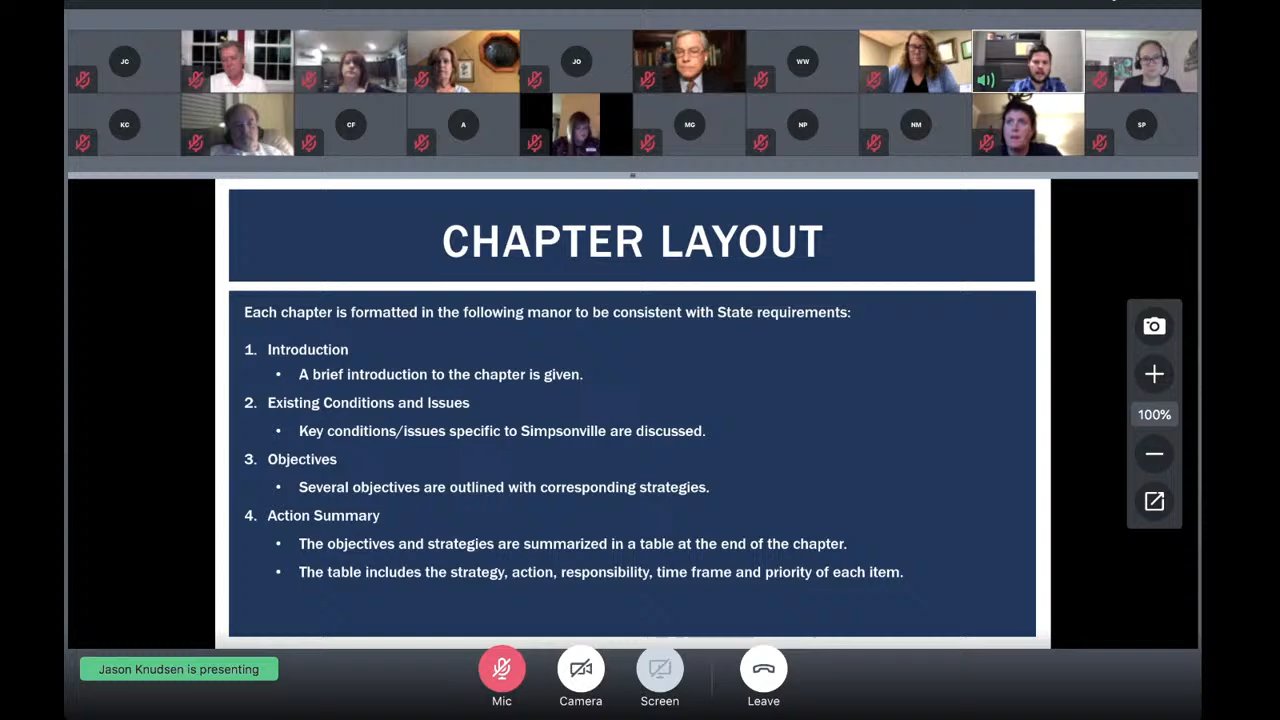 JC
JO
WW
KC
CF
A
MG
NP
NM
SP
CHAPTER LAYOUT
Each chapter is formatted in the following manor to be consistent with State requirements:
1. Introduction
• A brief introduction to the chapter is given.
2. Existing Conditions and Issues
• Key conditions/issues specific to Simpsonville are discussed.
3. Objectives
• Several objectives are outlined with corresponding strategies.
4. Action Summary
• The objectives and strategies are summarized in a table at the end of the chapter.
• The table includes the strategy, action, responsibility, time frame and priority of each item.
100%
Jason Knudsen is presenting
Mic
Camera
Screen
Leave